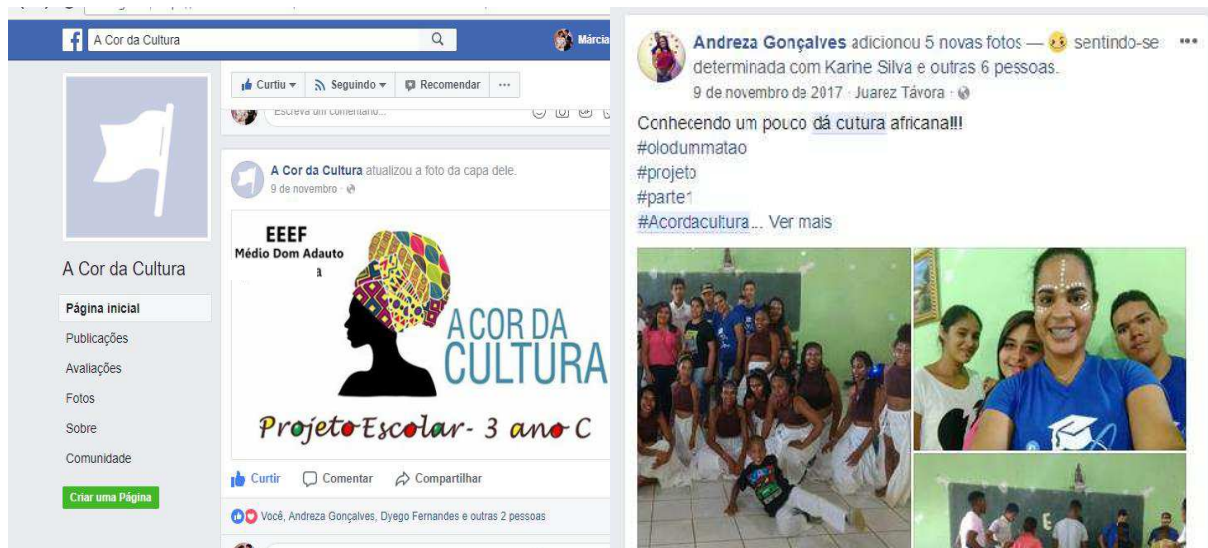 A Cor da Cultura
Márcia
Curtiu
Seguindo
Recomendar
Escreva um comentário...
A Cor da Cultura atualizou a foto da capa dele.
9 de novembro
EEEF
Médio Dom Adauto
a
A COR DA
CULTURA
Projeto Escolar- 3 ano C
Curtir
Comentar
Compartilhar
Você, Andreza Gonçalves, Dyego Fernandes e outras 2 pessoas
A Cor da Cultura
Página inicial
Publicações
Avaliações
Fotos
Sobre
Comunidade
Criar uma Página
Andreza Gonçalves adicionou 5 novas fotos — sentindo-se
determinada com Karine Silva e outras 6 pessoas.
9 de novembro de 2017 · Juarez Távora
Conhecendo um pouco dá cutura africana!!!
#olodummatao
#projeto
#parte1
#Acordacultura... Ver mais